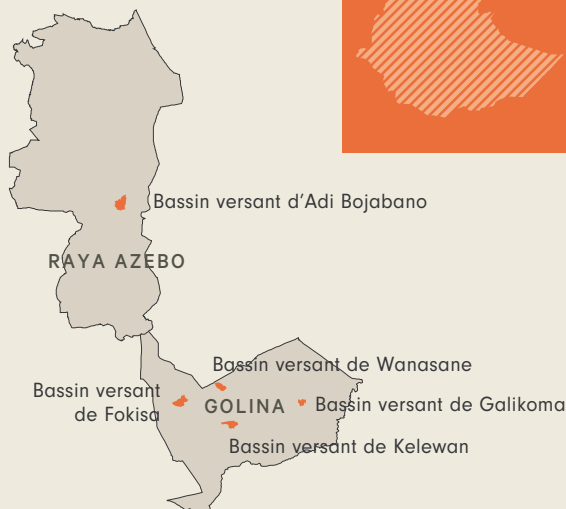 Bassin versant d'Adi Bojabano
RAYA AZEBO
Bassin versant de Wanasane
Bassin versant
de Fokisa
GOLINA
Bassin versant de Galikoma
Bassin versant de Kelewan